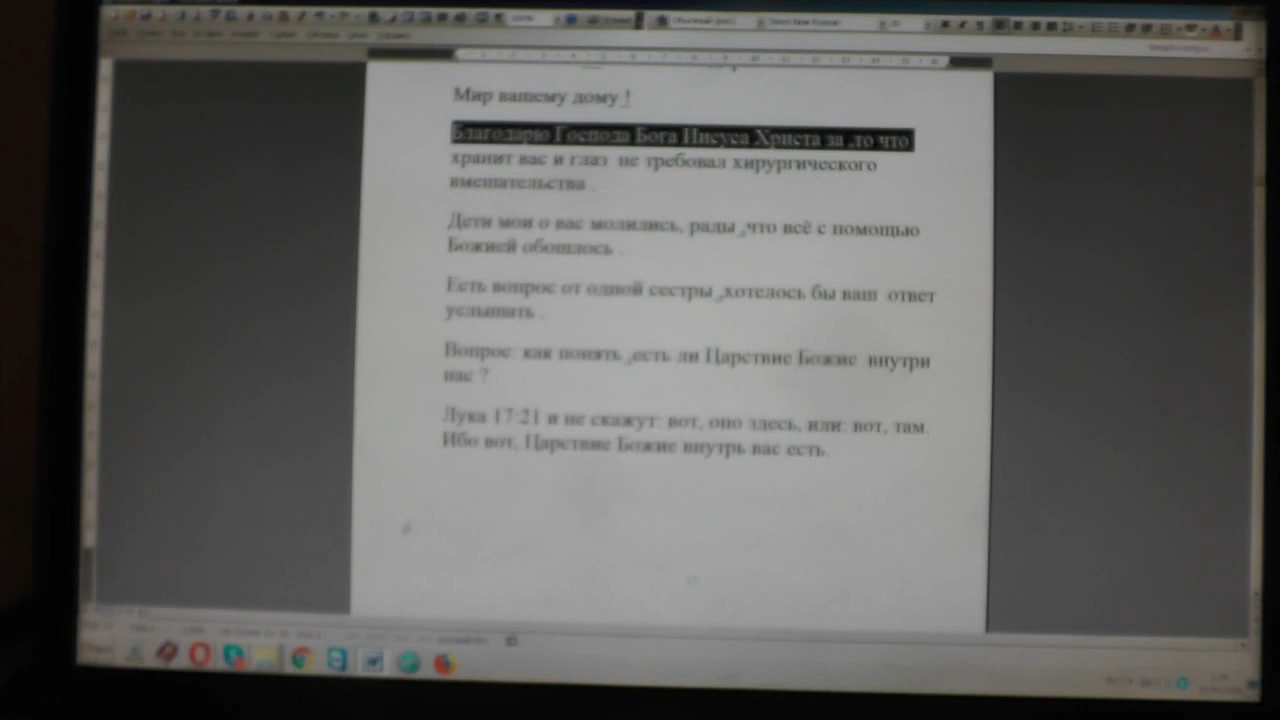 Мир вашему дому !
Благодарю Господа Бога Иисуса Христа за ,то что
хранит вас и глаз не требовал хирургического
вмешательства .
Дети мои о вас молились, рады ,что всё с помощью
Божией обошлось .
Есть вопрос от одной сестры ,хотелось бы ваш ответ
услышать .
Вопрос: как понять ,есть ли Царствие Божие внутри
нас ?
Лука 17:21 и не скажут: вот, оно здесь, или: вот, там.
Ибо вот, Царствие Божие внутрь вас есть.